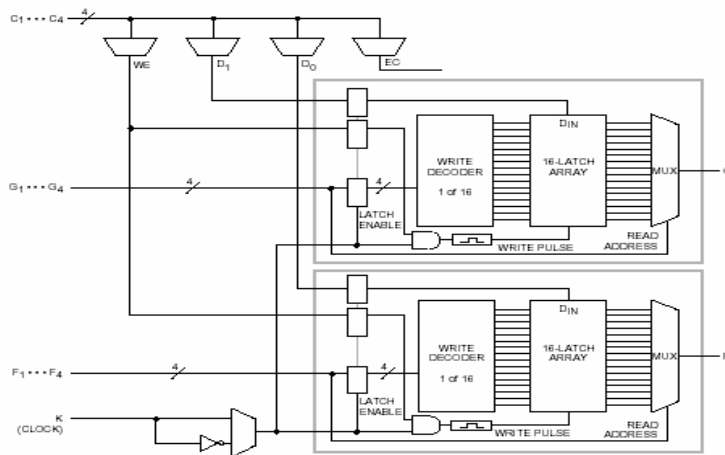 C1 • • • C4
4
WE
D1
D0
EC
DIN
WRITE
DECODER
1 of 16
16-LATCH
ARRAY
MUX
G1 • • • G4
4
4
LATCH
ENABLE
WRITE PULSE
READ
ADDRESS
DIN
WRITE
DECODER
1 of 16
16-LATCH
ARRAY
MUX
F1 • • • F4
4
4
LATCH
ENABLE
K
(CLOCK)
WRITE PULSE
READ
ADDRESS